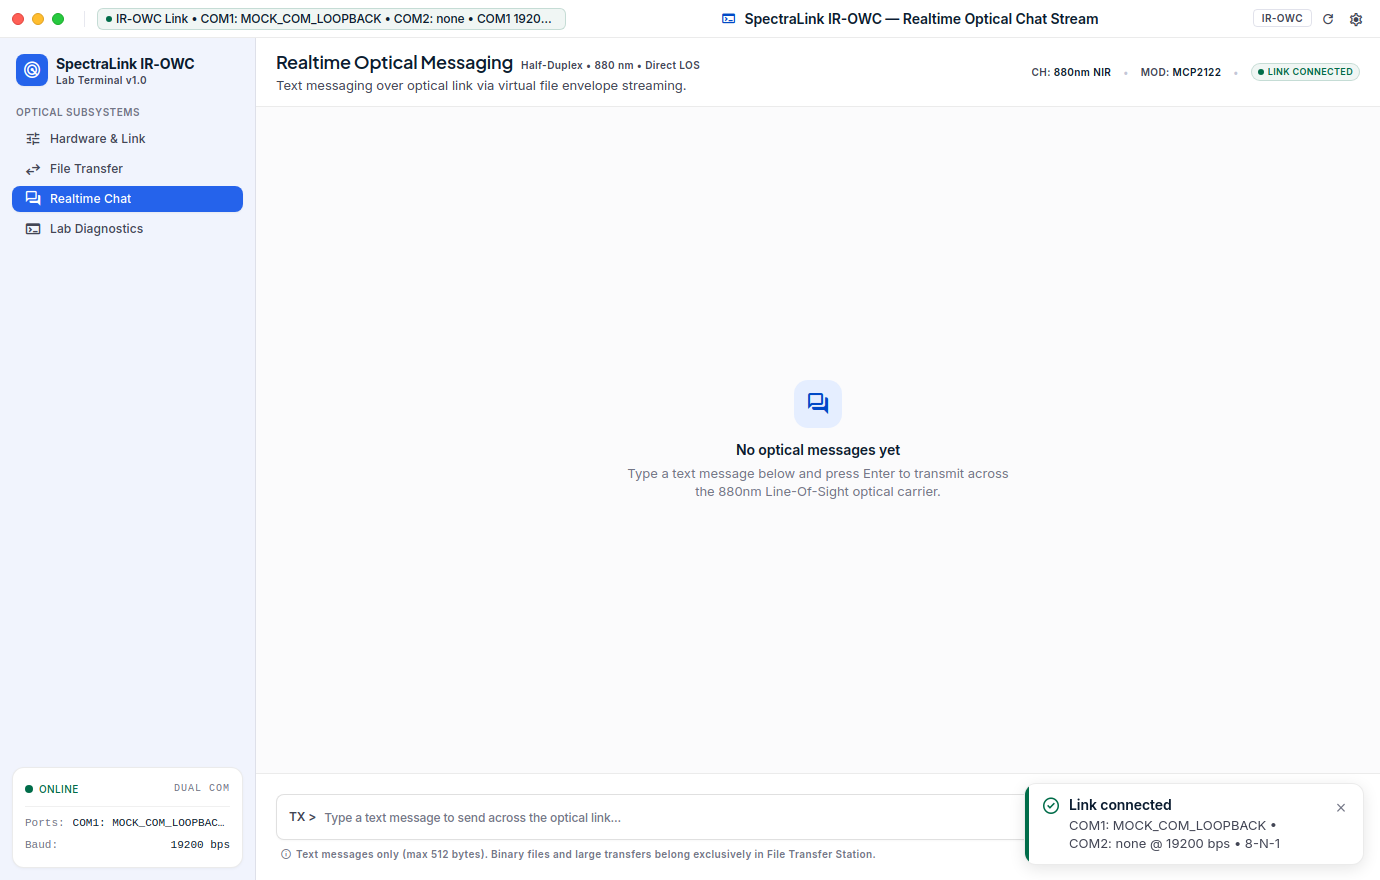 IR-OWC Link • COM1: MOCK_COM_LOOPBACK • COM2: none • COM1 1920...
SpectraLink IR-OWC — Realtime Optical Chat Stream
IR-OWC
SpectraLink IR-OWC
Lab Terminal v1.0
OPTICAL SUBSYSTEMS
Hardware & Link
File Transfer
Realtime Chat
Lab Diagnostics
ONLINE
DUAL COM
Ports: COM1: MOCK_COM_LOOPBAC…
Baud: 19200 bps
Realtime Optical Messaging Half-Duplex • 880 nm • Direct LOS
Text messaging over optical link via virtual file envelope streaming.
CH: 880nm NIR • MOD: MCP2122 • LINK CONNECTED
No optical messages yet
Type a text message below and press Enter to transmit across
the 880nm Line-Of-Sight optical carrier.
TX > Type a text message to send across the optical link...
Text messages only (max 512 bytes). Binary files and large transfers belong exclusively in File Transfer Station.
Link connected
COM1: MOCK_COM_LOOPBACK •
COM2: none @ 19200 bps • 8-N-1